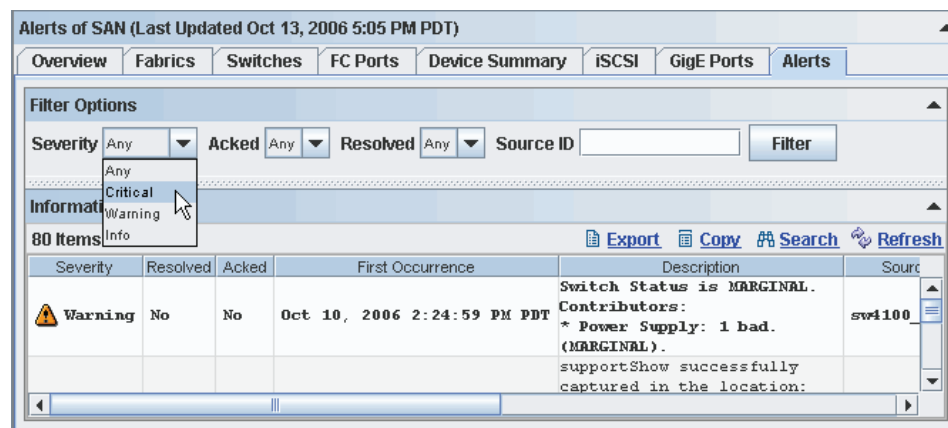 Alerts of SAN (Last Updated Oct 13, 2006 5:05 PM PDT)
Overview Fabrics Switches FC Ports Device Summary iSCSI GigE Ports Alerts
Filter Options
Severity Any Acked Any Resolved Any Source ID Filter
Any
Critical
Warning
Info
Informati
80 Items Export Copy Search Refresh
Severity Resolved Acked First Occurrence Description Sourc
Warning No No Oct 10, 2006 2:24:59 PM PDT Switch Status is MARGINAL. sw4100_
Contributors:
* Power Supply: 1 bad.
(MARGINAL).
supportShow successfully
captured in the location: